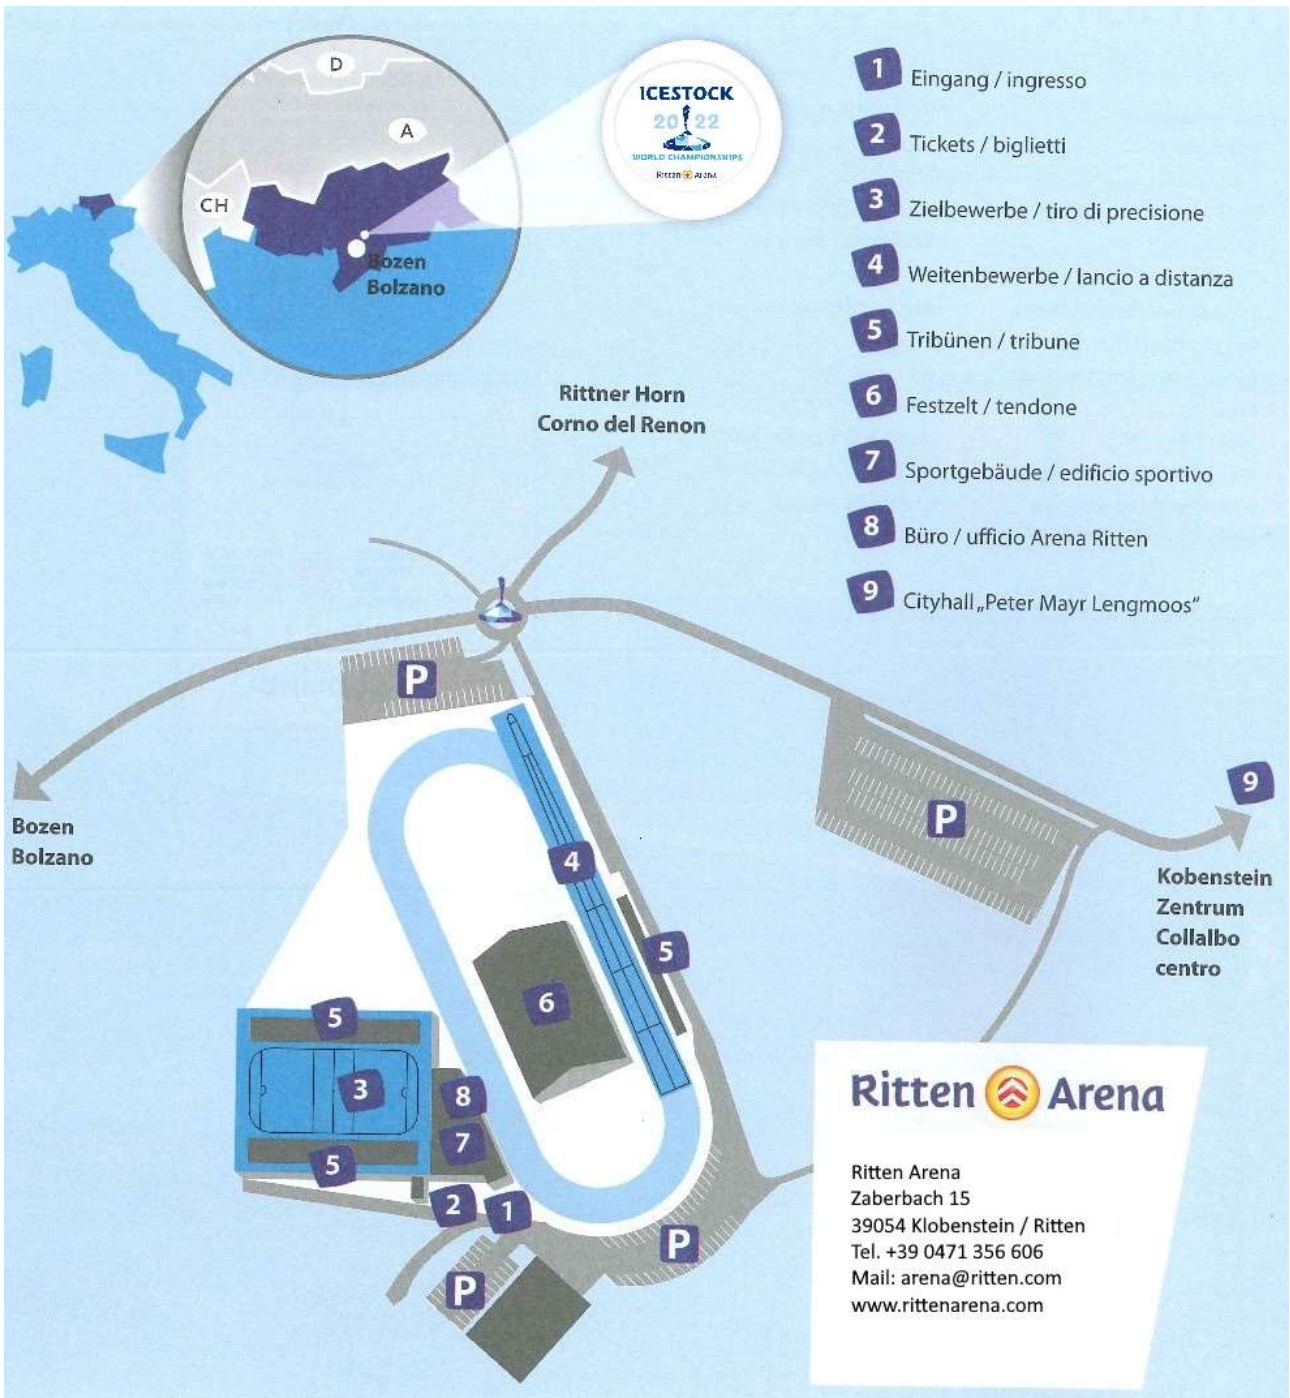 D
A
CH
Bozen
Bolzano
ICESTOCK
20 22
WORLD CHAMPIONSHIPS
Ritten Arena
1 Eingang / ingresso
2 Tickets / biglietti
3 Zielbewerbe / tiro di precisione
4 Weitenbewerbe / lancio a distanza
5 Tribünen / tribune
6 Festzelt / tendone
7 Sportgebäude / edificio sportivo
8 Büro / ufficio Arena Ritten
9 Cityhall „Peter Mayr Lengmoos“
Rittner Horn
Corno del Renon
P
Bozen
Bolzano
P
9
Kobenstein
Zentrum
Collalbo
centro
4
5
6
5
3
5
8
7
2
1
P
P
Ritten Arena
Ritten Arena
Zaberbach 15
39054 Klobenstein / Ritten
Tel. +39 0471 356 606
Mail: arena@ritten.com
www.rittenarena.com